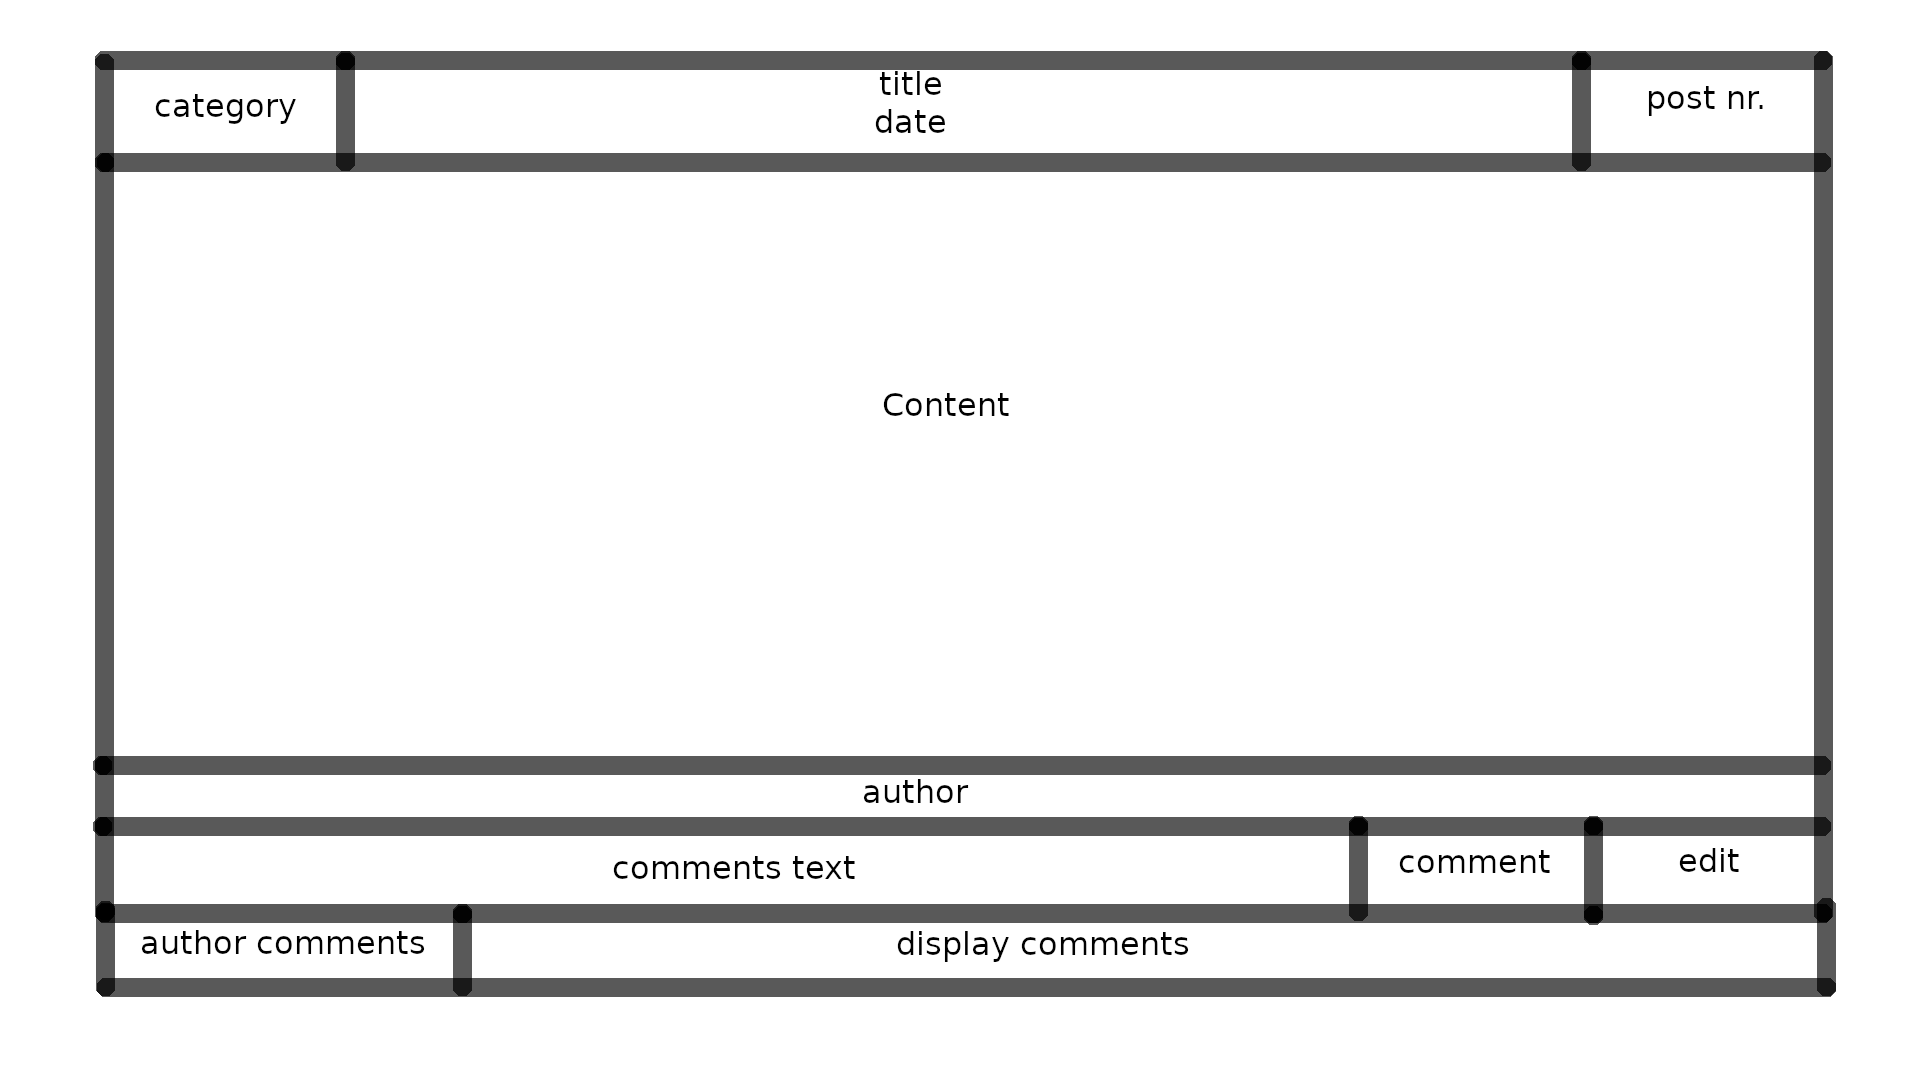 category
title
date
post nr.
Content
author
comments text
comment
edit
author comments
display comments